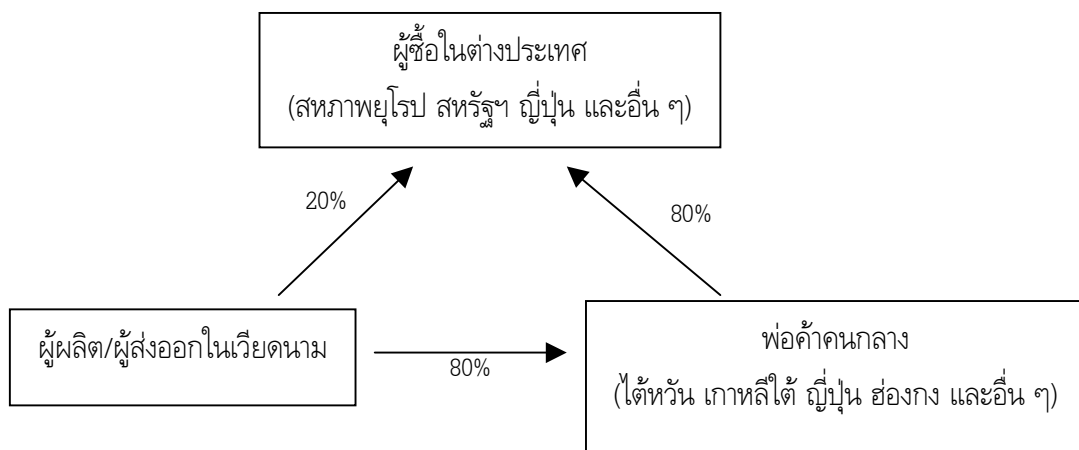 ผู้ซื้อในต่างประเทศ
(สหภาพยุโรป สหรัฐฯ ญี่ปุ่น และอื่น ๆ)
20%
80%
ผู้ผลิต/ผู้ส่งออกในเวียดนาม
80%
พ่อค้าคนกลาง
(ไต้หวัน เกาหลีใต้ ญี่ปุ่น ฮ่องกง และอื่น ๆ)